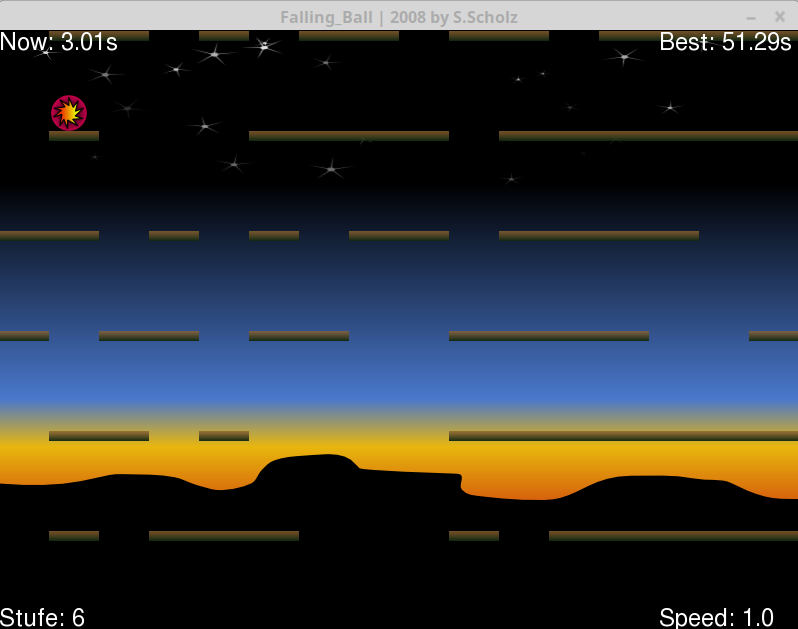 Falling_Ball | 2008 by S.Scholz
Now: 3.01s
Best: 51.29s
Stufe: 6
Speed: 1.0